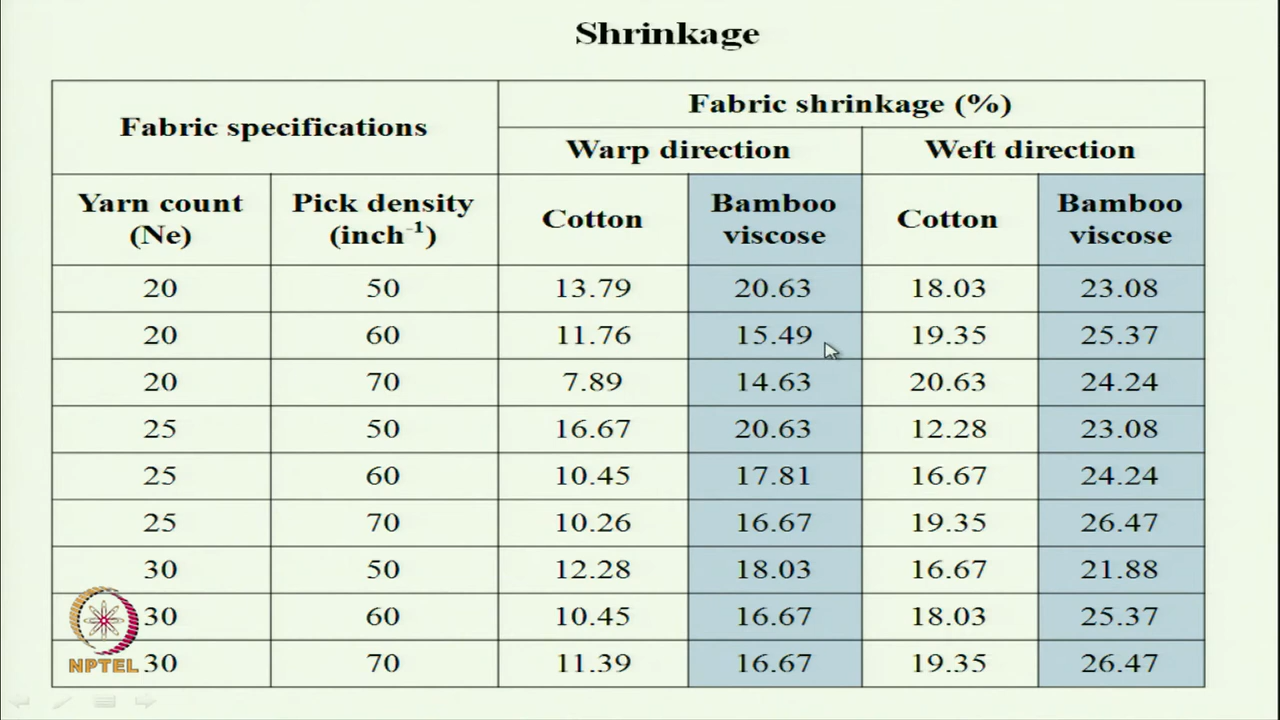 Shrinkage
Fabric specifications
Fabric shrinkage (%)
Warp direction
Weft direction
Yarn count
(Ne)
Pick density
(inch⁻¹)
Cotton
Bamboo
viscose
Cotton
Bamboo
viscose
20 50 13.79 20.63 18.03 23.08
20 60 11.76 15.49 19.35 25.37
20 70 7.89 14.63 20.63 24.24
25 50 16.67 20.63 12.28 23.08
25 60 10.45 17.81 16.67 24.24
25 70 10.26 16.67 19.35 26.47
30 50 12.28 18.03 16.67 21.88
30 60 10.45 16.67 18.03 25.37
30 70 11.39 16.67 19.35 26.47
NPTEL